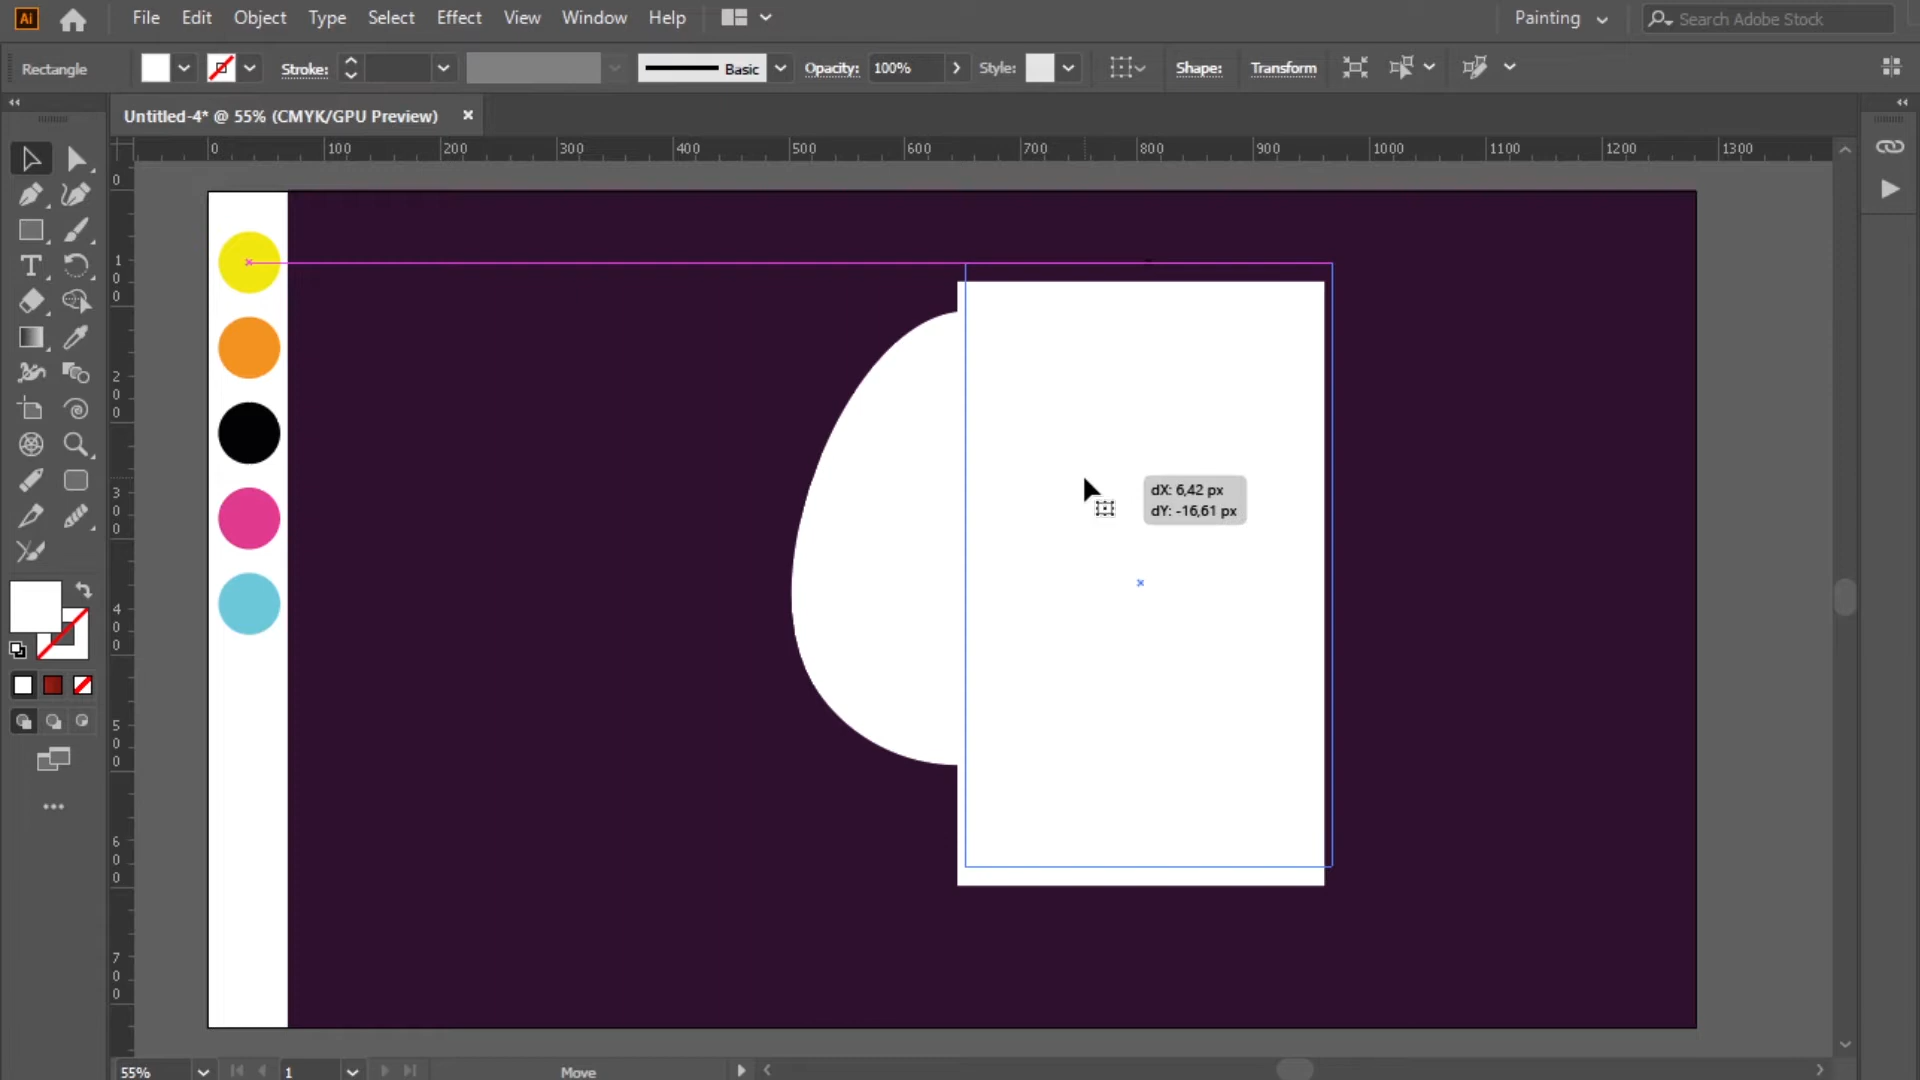 Ai File Edit Object Type Select Effect View Window Help Painting Search Adobe Stock
Rectangle Stroke: Basic Opacity: 100% Style: Shape: Transform
Untitled-4* @ 55% (CMYK/GPU Preview) ×
0 100 200 300 400 500 600 700 800 900 1000 1100 1200 1300
0
100
200
300
400
500
600
700
dX: 6,42 px
dY: -16,61 px
55% 1 Move